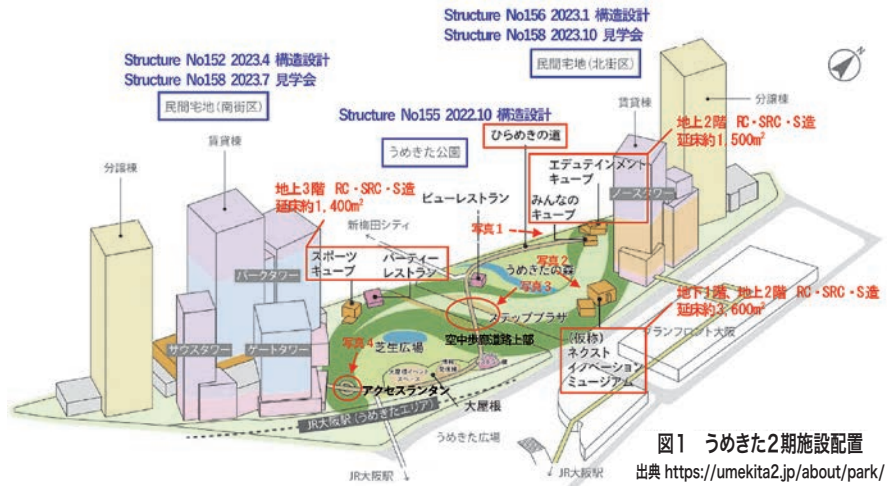 Structure No156 2023.1 構造設計
Structure No158 2023.10 見学会
民間宅地(北街区)
Structure No152 2023.4 構造設計
Structure No158 2023.7 見学会
民間宅地(南街区)
Structure No155 2022.10 構造設計
うめきた公園
ひらめきの道
賃貸棟
分譲棟
地上2階 RC・SRC・S造
延床約1,500m²
エデュテインメント
キューブ
みんなの
キューブ
ノースタワー
賃貸棟
分譲棟
地上3階 RC・SRC・S造
延床約1,400m²
ビューレストラン
新梅田シティ
写真1
スポーツ
キューブ
パーティー
レストラン
パークタワー
写真2
うめきたの森
写真3
ステッププラザ
地下1階、地上2階 RC・SRC・S造
延床約3,600m²
グランフロント大阪
空中歩廊道路上部
(仮称)
ネクスト
イノベーション
ミュージアム
サウスタワー
ゲートタワー
写真4
芝生広場
大屋根イベント
スペース
アクセスランタン
大屋根
JR大阪駅(うめきたエリア)
うめきた広場
JR大阪駅
JR大阪駅
図1 うめきた2期施設配置
出典 https://umekita2.jp/about/park/